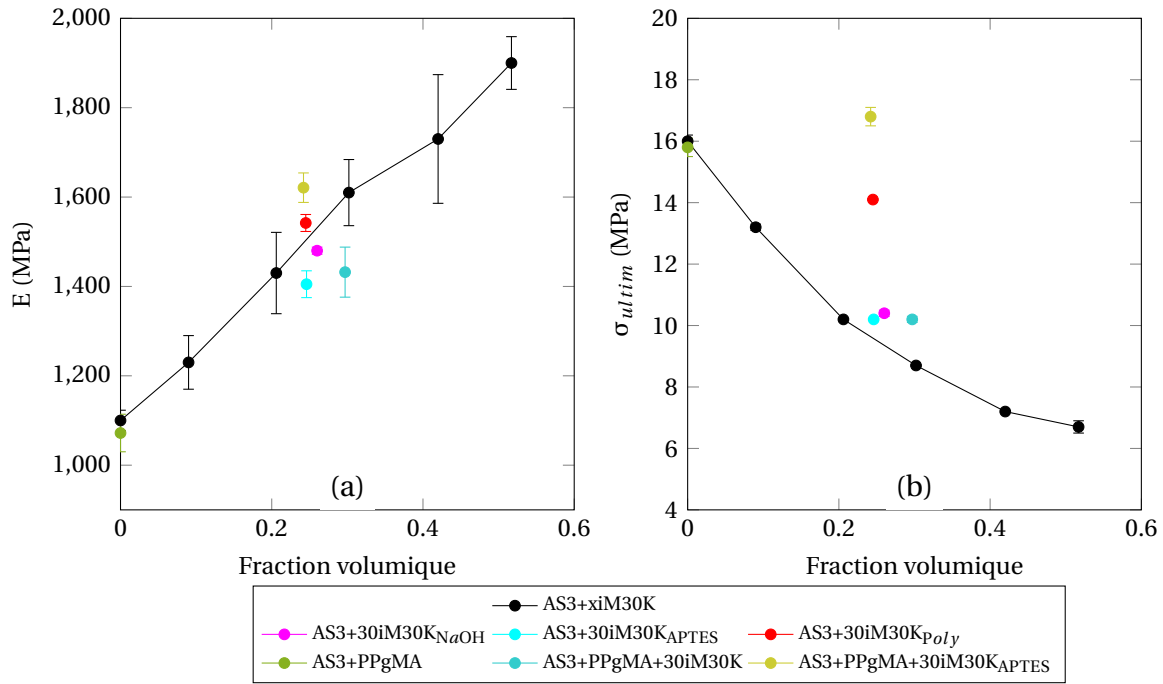 2,000
1,800
1,600
1,400
1,200
1,000
E (MPa)
0
0.2
0.4
0.6
(a)
Fraction volumique
20
18
16
14
12
10
8
6
4
σultim (MPa)
0
0.2
0.4
0.6
(b)
Fraction volumique
AS3+xiM30K
AS3+30iM30KNaOH AS3+30iM30KAPTES AS3+30iM30KPoly
AS3+PPgMA AS3+PPgMA+30iM30K AS3+PPgMA+30iM30KAPTES